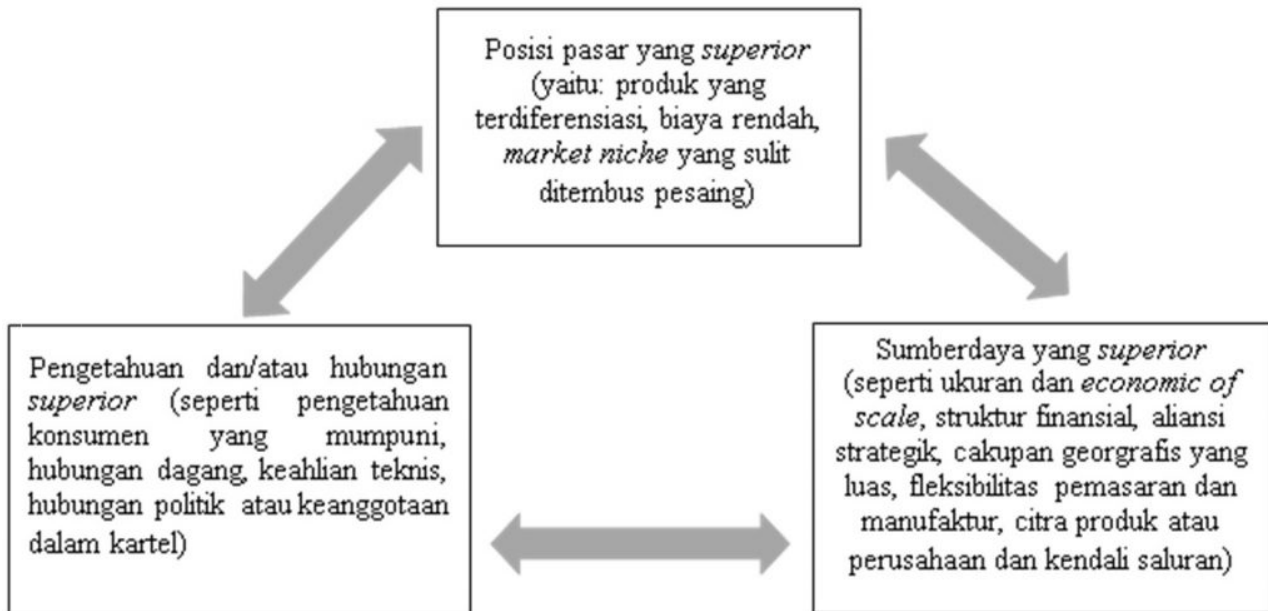 Posisi pasar yang superior
(yaitu: produk yang
terdiferensiasi, biaya rendah,
market niche yang sulit
ditembus pesaing)
Pengetahuan dan/atau hubungan
superior (seperti pengetahuan
konsumen yang mumpuni,
hubungan dagang, keahlian teknis,
hubungan politik atau keanggotaan
dalam kartel)
Sumberdaya yang superior
(seperti ukuran dan economic of
scale, struktur finansial, aliansi
strategik, cakupan georgrafis yang
luas, fleksibilitas pemasaran dan
manufaktur, citra produk atau
perusahaan dan kendali saluran)